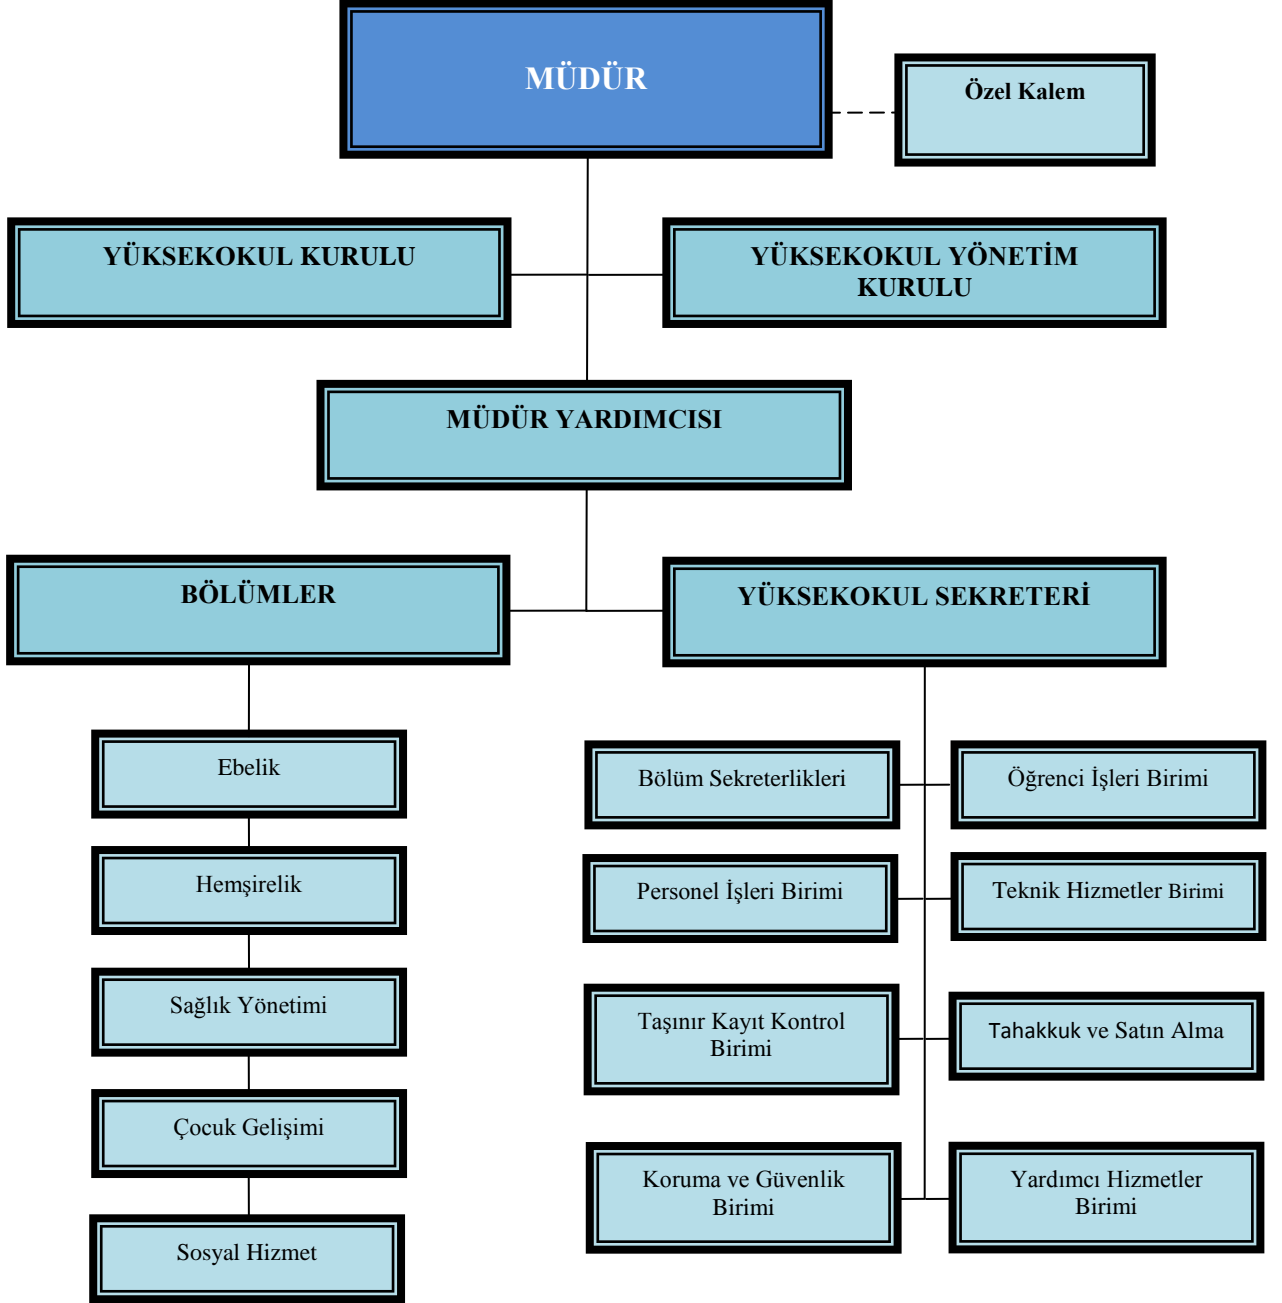 MÜDÜR
Özel Kalem
YÜKSEKOKUL KURULU
YÜKSEKOKUL YÖNETİM
KURULU
MÜDÜR YARDIMCISI
BÖLÜMLER
YÜKSEKOKUL SEKRETERİ
Ebelik
Hemşirelik
Sağlık Yönetimi
Çocuk Gelişimi
Sosyal Hizmet
Bölüm Sekreterlikleri
Öğrenci İşleri Birimi
Personel İşleri Birimi
Teknik Hizmetler Birimi
Taşınır Kayıt Kontrol
Birimi
Tahakkuk ve Satın Alma
Koruma ve Güvenlik
Birimi
Yardımcı Hizmetler
Birimi